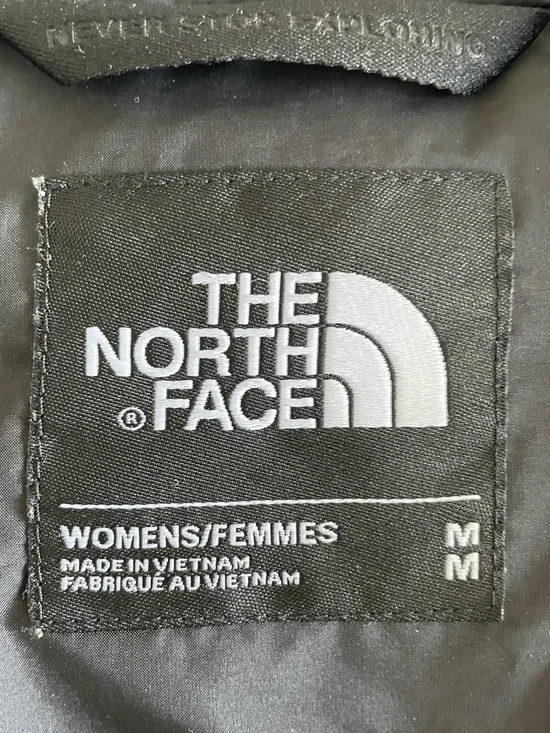 NEVER STOP EXPLORING
THE
NORTH
® FACE
WOMENS/FEMMES M
MADE IN VIETNAM M
FABRIQUÉ AU VIETNAM